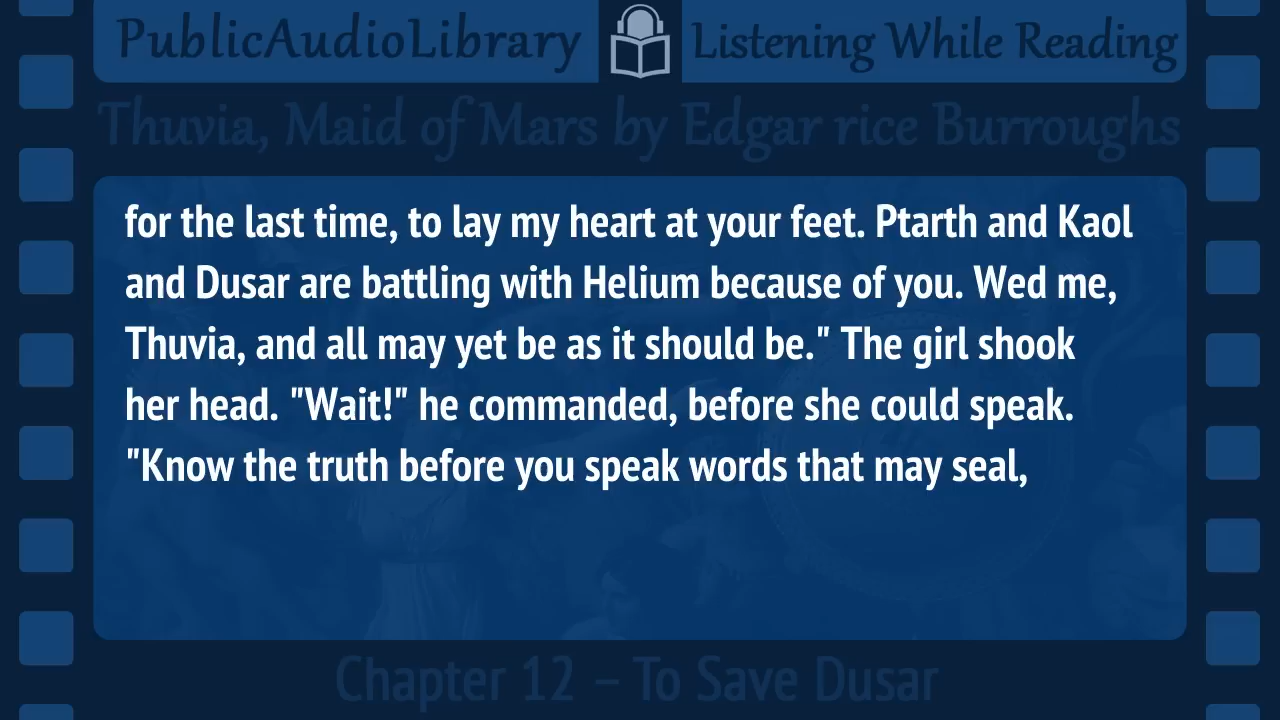 PublicAudioLibrary Listening While Reading
Thuvia, Maid of Mars by Edgar rice Burroughs
for the last time, to lay my heart at your feet. Ptarth and Kaol
and Dusar are battling with Helium because of you. Wed me,
Thuvia, and all may yet be as it should be." The girl shook
her head. "Wait!" he commanded, before she could speak.
"Know the truth before you speak words that may seal,
Chapter 12 – To Save Dusar